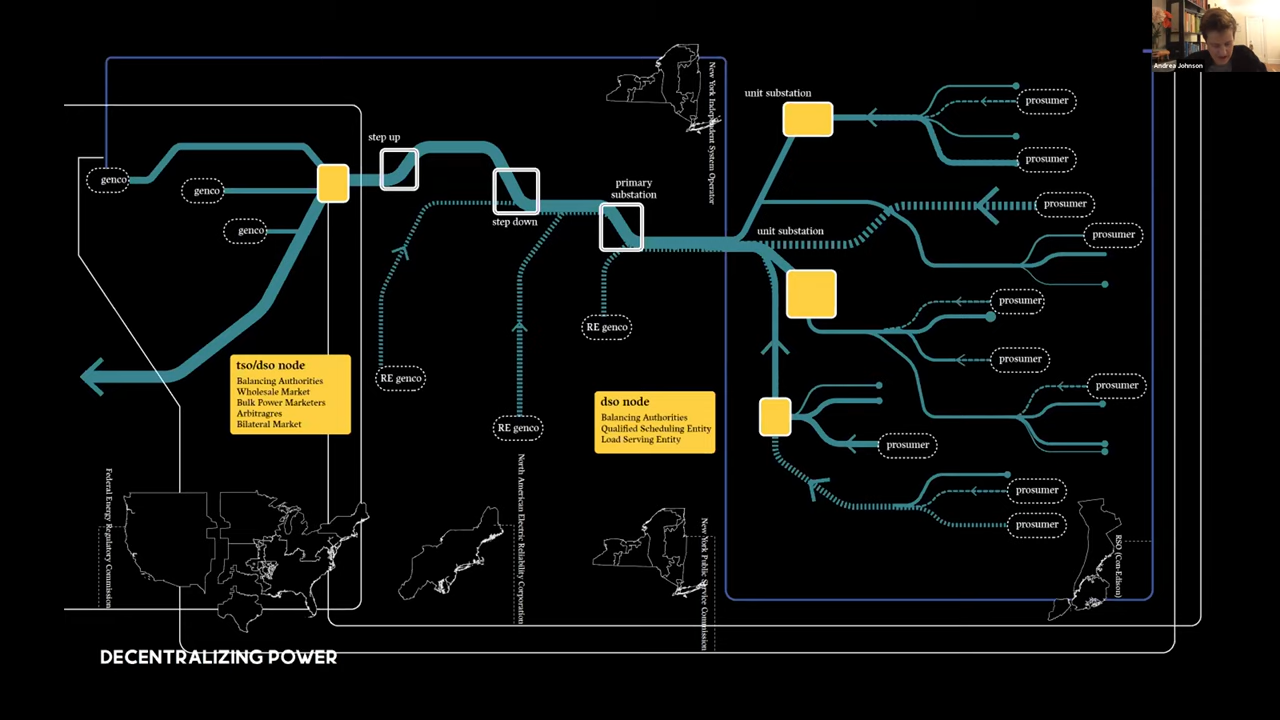 Andrea Johnson
New York Independent System Operator
unit substation
prosumer
step up
prosumer
genco
genco
primary
substation
prosumer
step down
genco
unit substation
prosumer
prosumer
RE genco
prosumer
tso/dso node
Balancing Authorities
Wholesale Market
Bulk Power Marketers
Arbitragres
Bilateral Market
RE genco
prosumer
dso node
Balancing Authorities
Qualified Scheduling Entity
Load Serving Entity
RE genco
prosumer
Federal Energy Regulatory Commission
North American Electric Reliability Corporation
New York Public Service Commission
prosumer
prosumer
RSO (Con-Edison)
DECENTRALIZING POWER